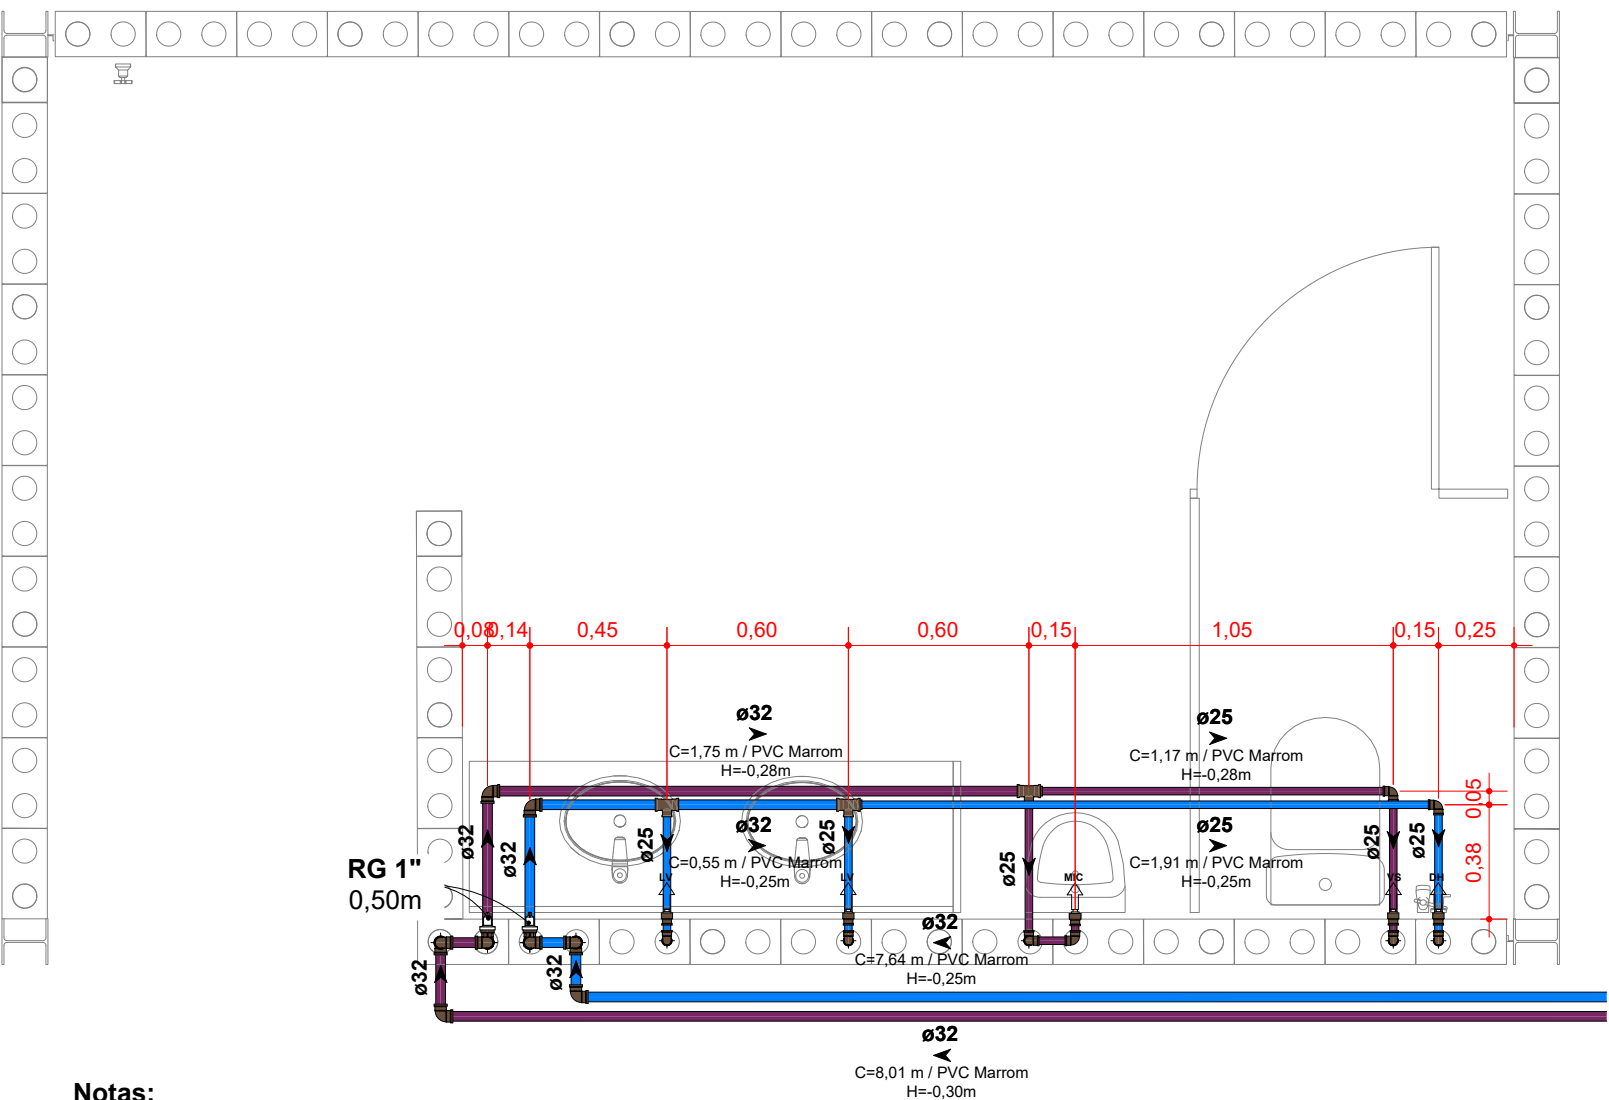 0,08 0,14 0,45 0,60 0,60 0,15 1,05 0,15 0,25
ø32
C=1,75 m / PVC Marrom
H=-0,28m
ø25
C=1,17 m / PVC Marrom
H=-0,28m
0,05
0,38
ø32
ø32
ø25
ø32
C=0,55 m / PVC Marrom
H=-0,25m
ø25
ø25
ø25
C=1,91 m / PVC Marrom
H=-0,25m
ø25
ø25
RG 1"
0,50m
LV
LV
MIC
VS
DH
ø32
ø32
ø32
C=7,64 m / PVC Marrom
H=-0,25m
ø32
C=8,01 m / PVC Marrom
H=-0,30m
Notas: